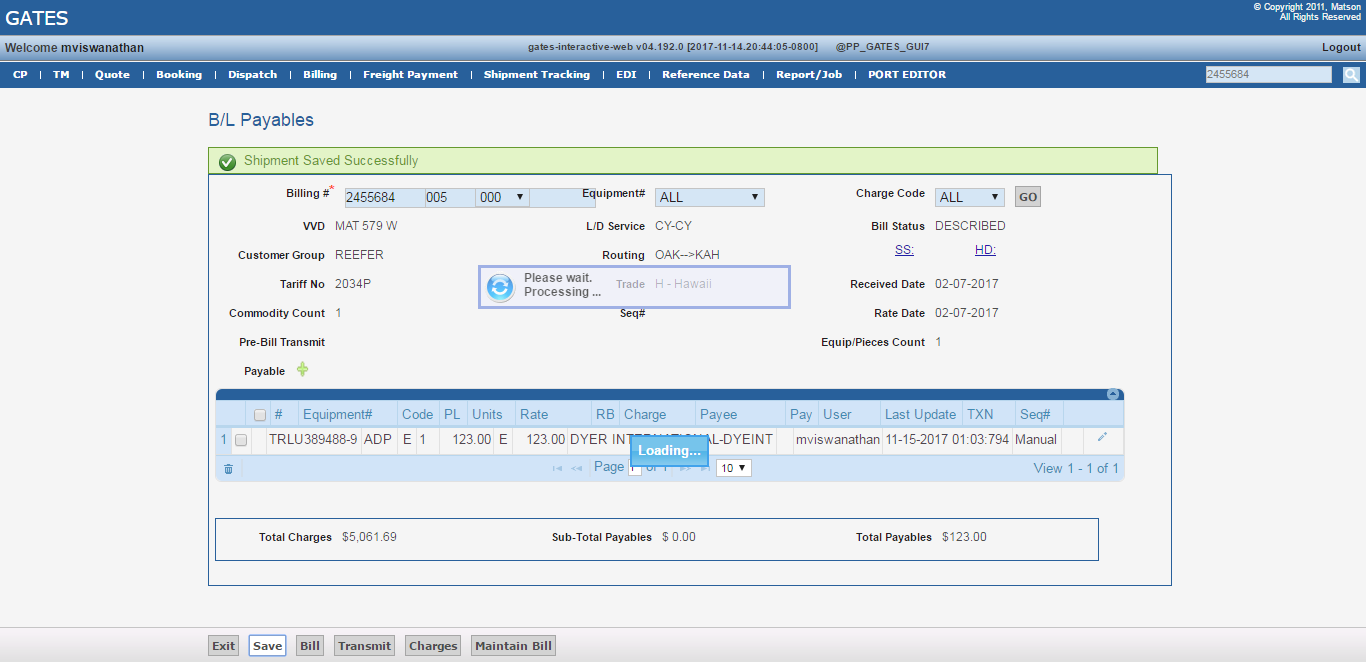 GATES
© Copyright 2011, Matson
All Rights Reserved
Welcome mviswanathan gates-interactive-web v04.192.0 [2017-11-14.20:44:05-0800] @PP_GATES_GUI7 Logout
CP | TM | Quote | Booking | Dispatch | Billing | Freight Payment | Shipment Tracking | EDI | Reference Data | Report/Job | PORT EDITOR 2455684
B/L Payables
Shipment Saved Successfully
Billing #* 2455684 005 000 Equipment# ALL Charge Code ALL GO
VVD MAT 579 W L/D Service CY-CY Bill Status DESCRIBED
SS: HD:
Customer Group REEFER Routing OAK-->KAH
Please wait.
Processing ...
Tariff No 2034P Trade H - Hawaii Received Date 02-07-2017
Commodity Count 1 Seq# Rate Date 02-07-2017
Pre-Bill Transmit Equip/Pieces Count 1
Payable
# Equipment# Code PL Units Rate RB Charge Payee Pay User Last Update TXN Seq#
1 TRLU389488-9 ADP E 1 123.00 E 123.00 DYER INTERNATIONAL-DYEINT mviswanathan 11-15-2017 01:03:794 Manual
Loading...
Page 1 of 1 10 View 1 - 1 of 1
Total Charges $5,061.69 Sub-Total Payables $ 0.00 Total Payables $123.00
Exit Save Bill Transmit Charges Maintain Bill